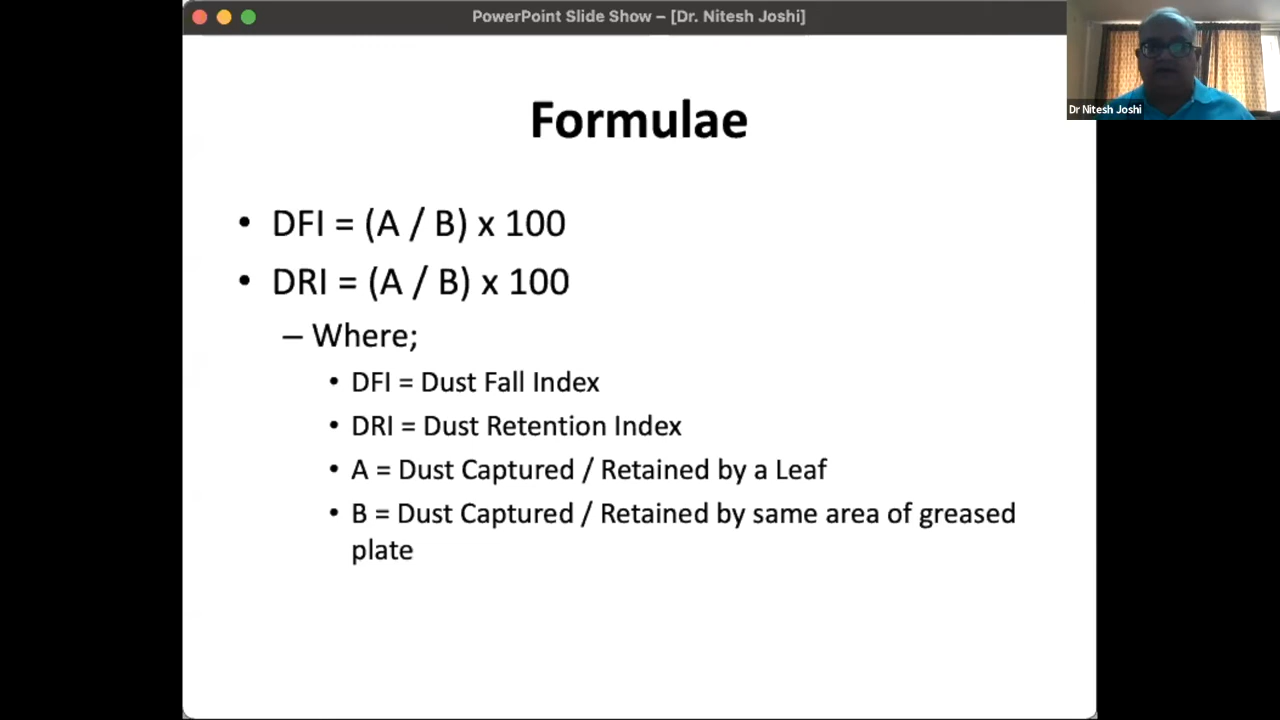 PowerPoint Slide Show – [Dr. Nitesh Joshi]
Dr Nitesh Joshi
Formulae
• DFI = (A / B) x 100
• DRI = (A / B) x 100
– Where;
• DFI = Dust Fall Index
• DRI = Dust Retention Index
• A = Dust Captured / Retained by a Leaf
• B = Dust Captured / Retained by same area of greased
plate